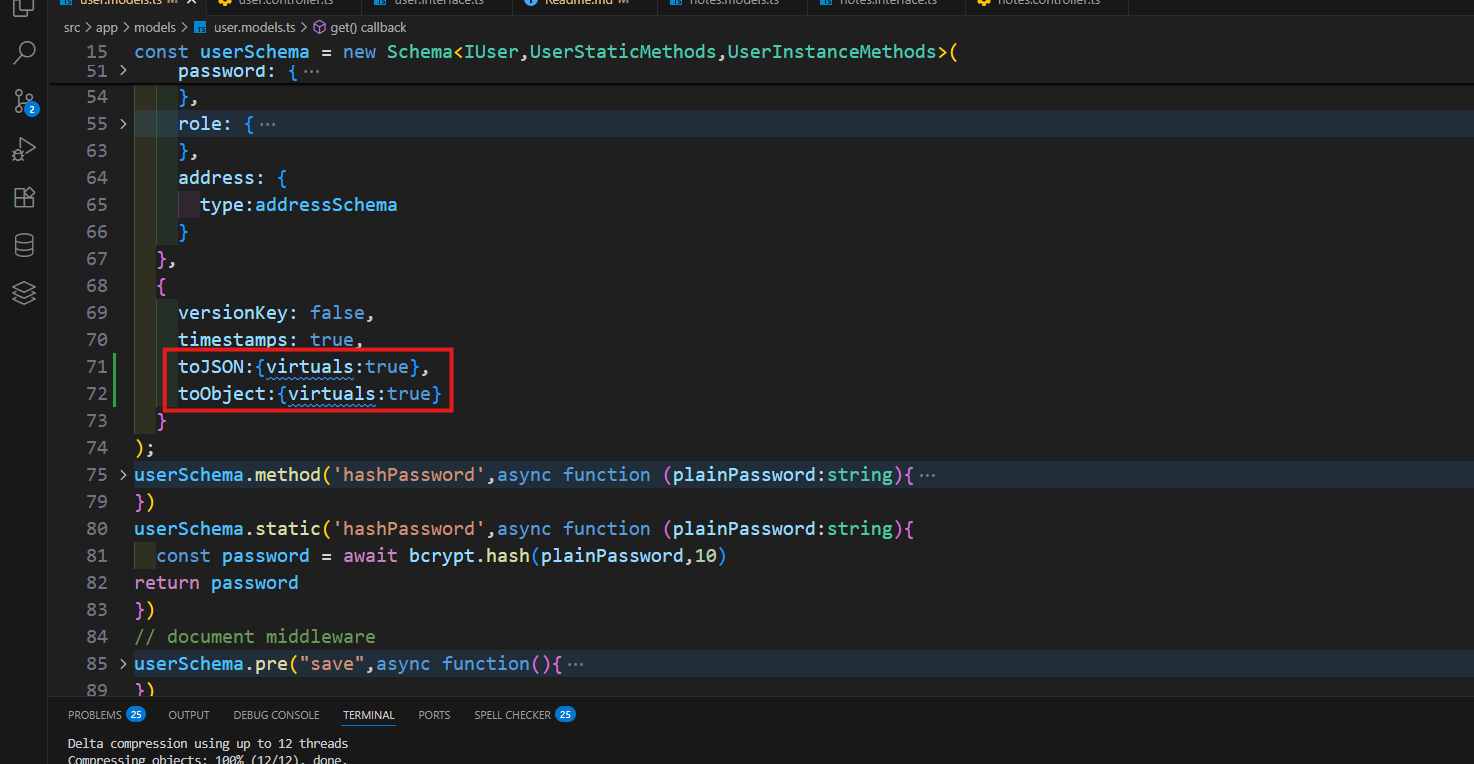 user.models.ts M
user.controller.ts
user.interface.ts
Readme.md M
notes.models.ts
notes.interface.ts
notes.controller.ts
src > app > models > TS user.models.ts > get() callback
15 const userSchema = new Schema<IUser,UserStaticMethods,UserInstanceMethods>(
51 > password: { ···
54 },
55 > role: { ···
63 },
64 address: {
65 type:addressSchema
66 }
67 },
68 {
69 versionKey: false,
70 timestamps: true,
71 toJSON:{virtuals:true},
72 toObject:{virtuals:true}
73 }
74 );
75 > userSchema.method('hashPassword',async function (plainPassword:string){ ···
79 })
80 userSchema.static('hashPassword',async function (plainPassword:string){
81 const password = await bcrypt.hash(plainPassword,10)
82 return password
83 })
84 // document middleware
85 > userSchema.pre("save",async function(){ ···
89 })
2
PROBLEMS 25 OUTPUT DEBUG CONSOLE TERMINAL PORTS SPELL CHECKER 25
Delta compression using up to 12 threads
Compressing objects: 100% (12/12), done.